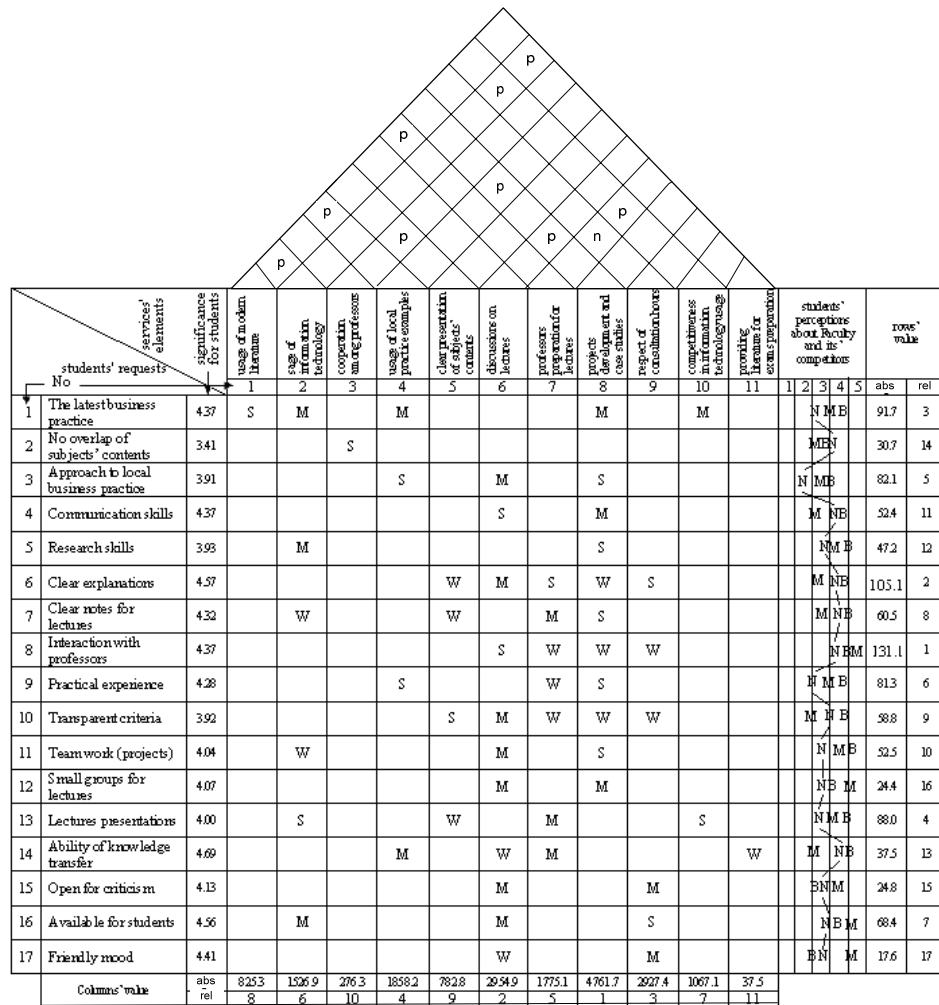 p
p
p
p
p p
p p n
p
services'
elements
students' requests
No
significance
for students
usage of modern
literature
sage of
information
technology
cooperation
among professors
usage of local
practice examples
clear presentation
of subjects'
contents
discussions on
lectures
professors
preparation for
lectures
projects
development and
case studies
respect of
consultation hours
competitiveness
in information
technology usage
providing
literature for
exams preparation
students'
perceptions
about Faculty
and its
competitors
rows'
value
1 2 3 4 5 6 7 8 9 10 11 1 2 3 4 5 abs rel
1 The latest business practice 4.37 S M M M M N M B 91.7 3
2 No overlap of subjects' contents 3.41 S M B N 30.7 14
3 Approach to local business practice 3.91 S M S N M B 82.1 5
4 Communication skills 4.37 S M M N B 52.4 11
5 Research skills 3.93 M S N M B 47.2 12
6 Clear explanations 4.57 W M S W S M N B 105.1 2
7 Clear notes for lectures 4.32 W W M S M N B 60.5 8
8 Interaction with professors 4.37 S W W W N B M 131.1 1
9 Practical experience 4.28 S W S N M B 81.3 6
10 Transparent criteria 3.92 S M W W W M N B 58.8 9
11 Teamwork (projects) 4.04 W M S N M B 52.5 10
12 Small groups for lectures 4.07 M M N B M 24.4 16
13 Lectures presentations 4.00 S W M S N M B 88.0 4
14 Ability of knowledge transfer 4.69 M W M W M N B 37.5 13
15 Open for criticism 4.13 M M B N M 24.8 15
16 Available for students 4.56 M M S N B M 68.4 7
17 Friendly mood 4.41 W M B N M 17.6 17
Columns' value abs 825.3 1526.9 276.3 1858.2 782.8 2954.9 1775.1 4761.7 2927.4 1067.1 37.5
rel 8 6 10 4 9 2 5 1 3 7 11